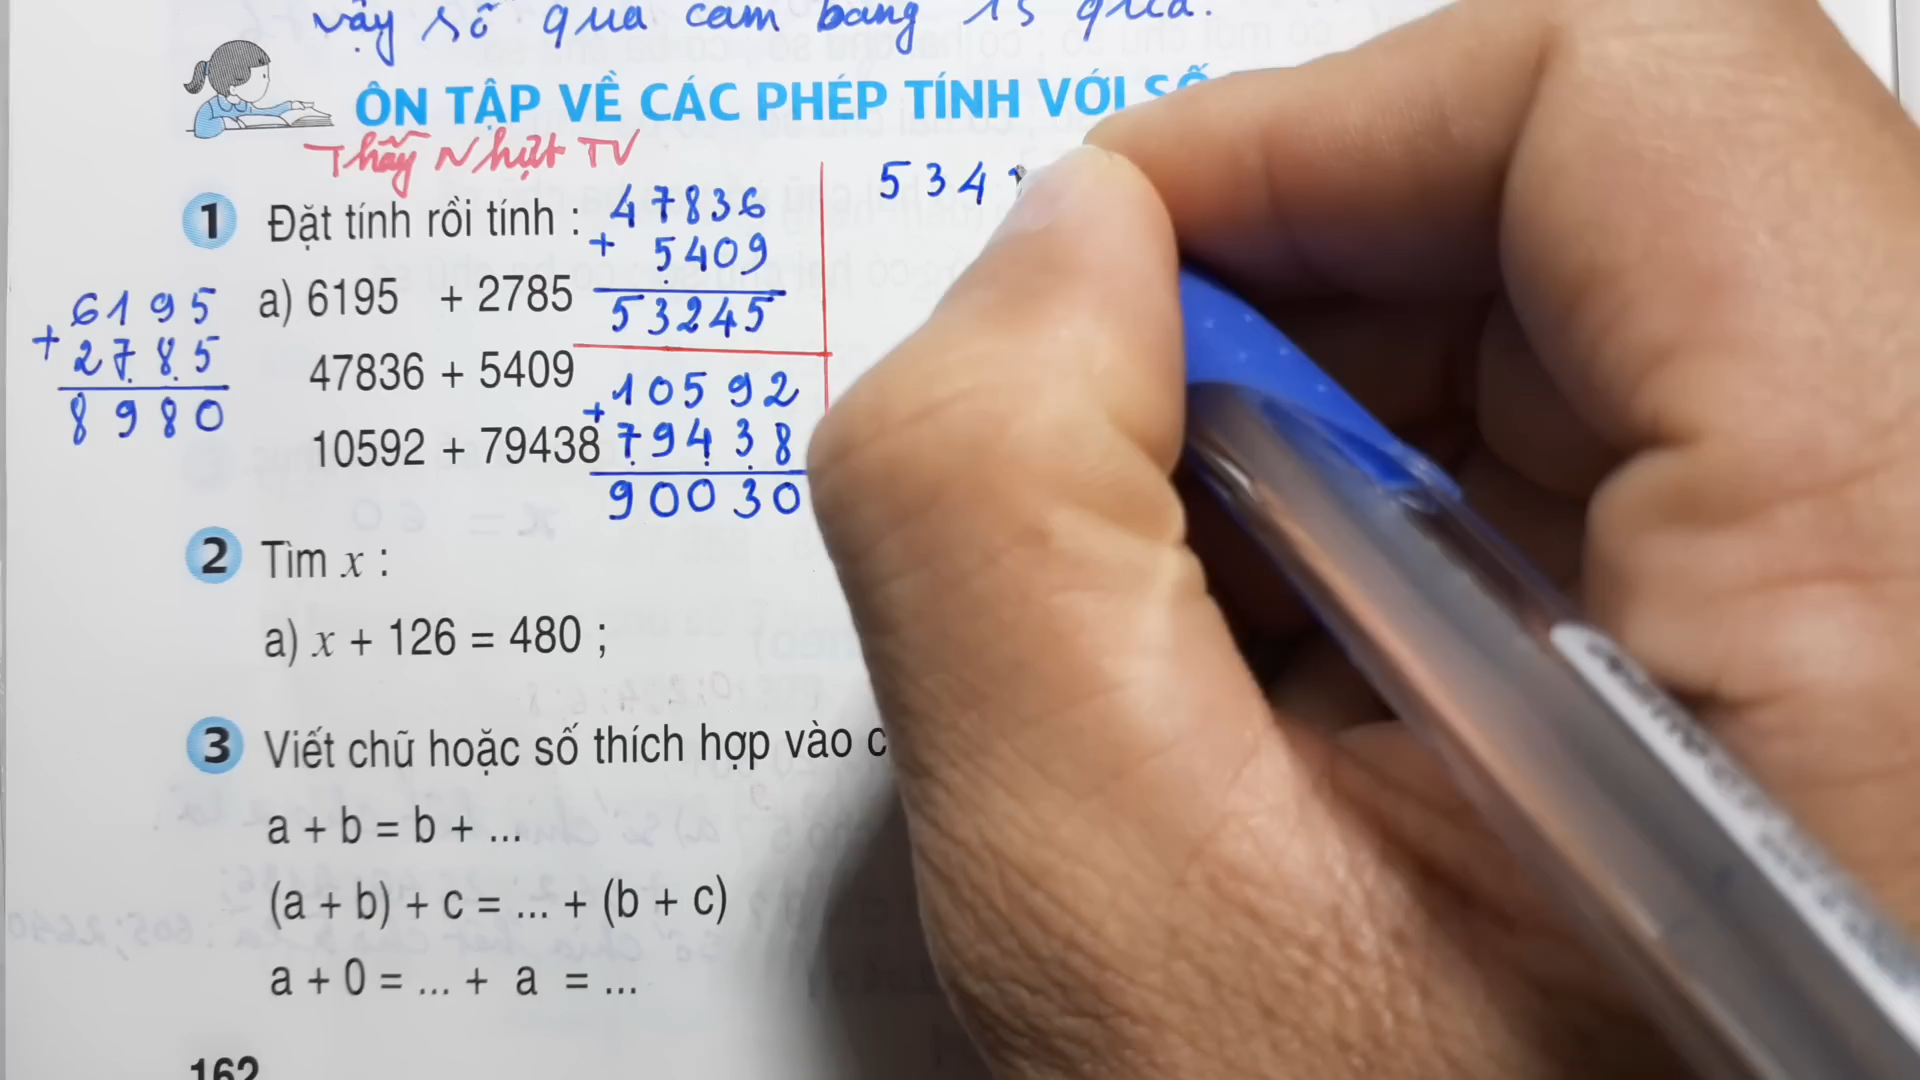 vậy số quả cam bằng 15 quả.
ÔN TẬP VỀ CÁC PHÉP TÍNH VỚI SỐ
Thầy Nhựt TV
1 Đặt tính rồi tính :
a) 6195 + 2785
47836 + 5409
10592 + 79438
6195
+
2785
8980
47836
+ 5409
53245
10592
+
79438
90030
534
2 Tìm x :
a) x + 126 = 480 ;
3 Viết chữ hoặc số thích hợp vào c
a + b = b + ...
(a + b) + c = ... + (b + c)
a + 0 = ... + a = ...
162